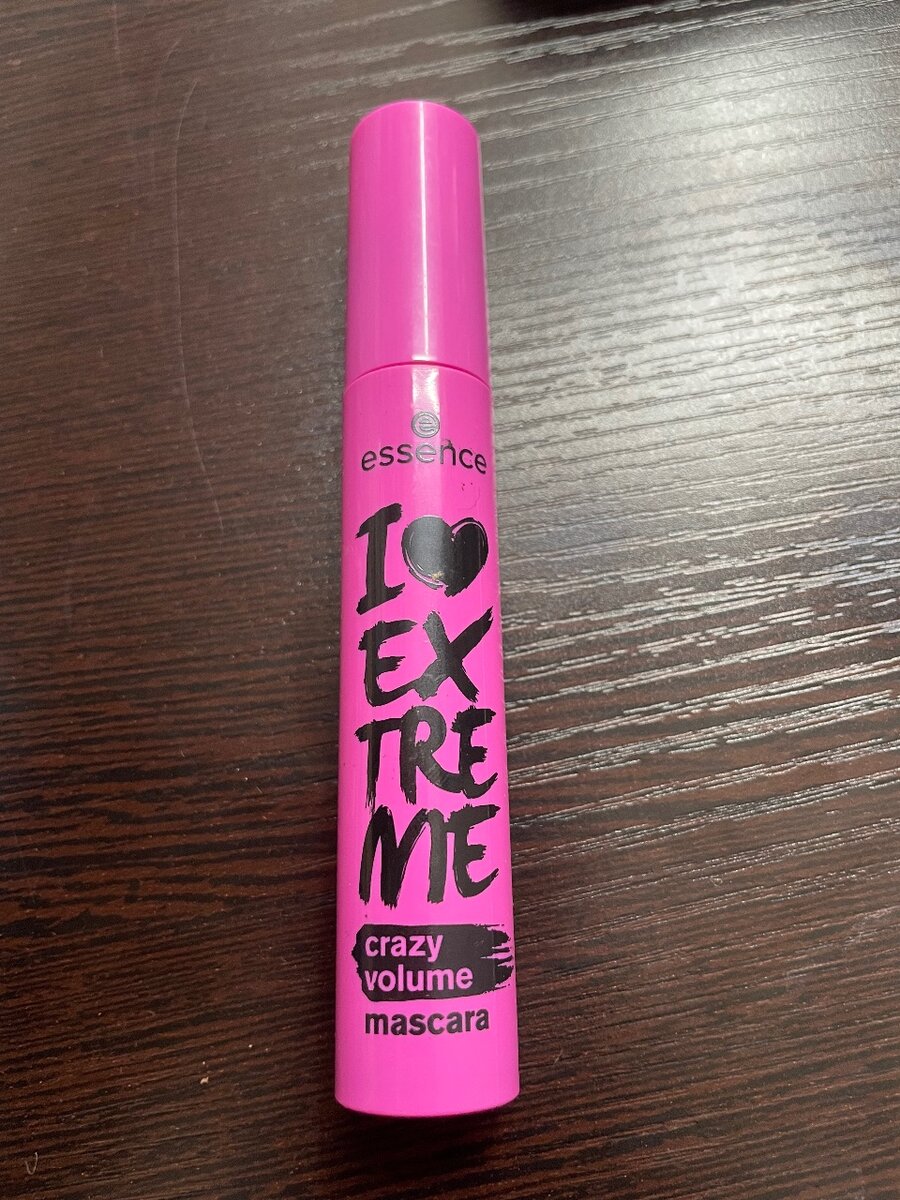 e
essence
I ♥
EX
TRE
ME
crazy
volume
mascara